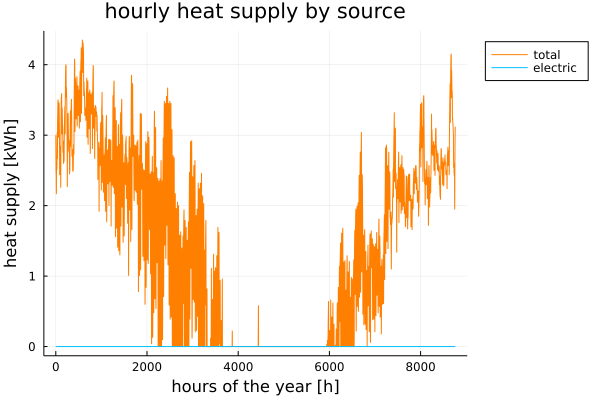 hourly heat supply by source
total
electric
heat supply [kWh]
4
3
2
1
0
0 2000 4000 6000 8000
hours of the year [h]